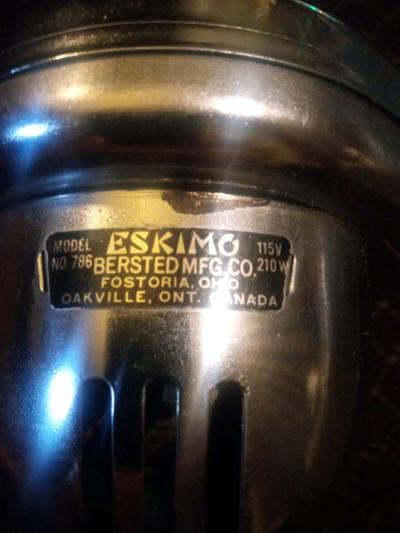 MODEL ESKIMO 115V
NO. 786 BERSTED MFG. CO. 210 W
FOSTORIA, OHIO
OAKVILLE, ONT. CANADA